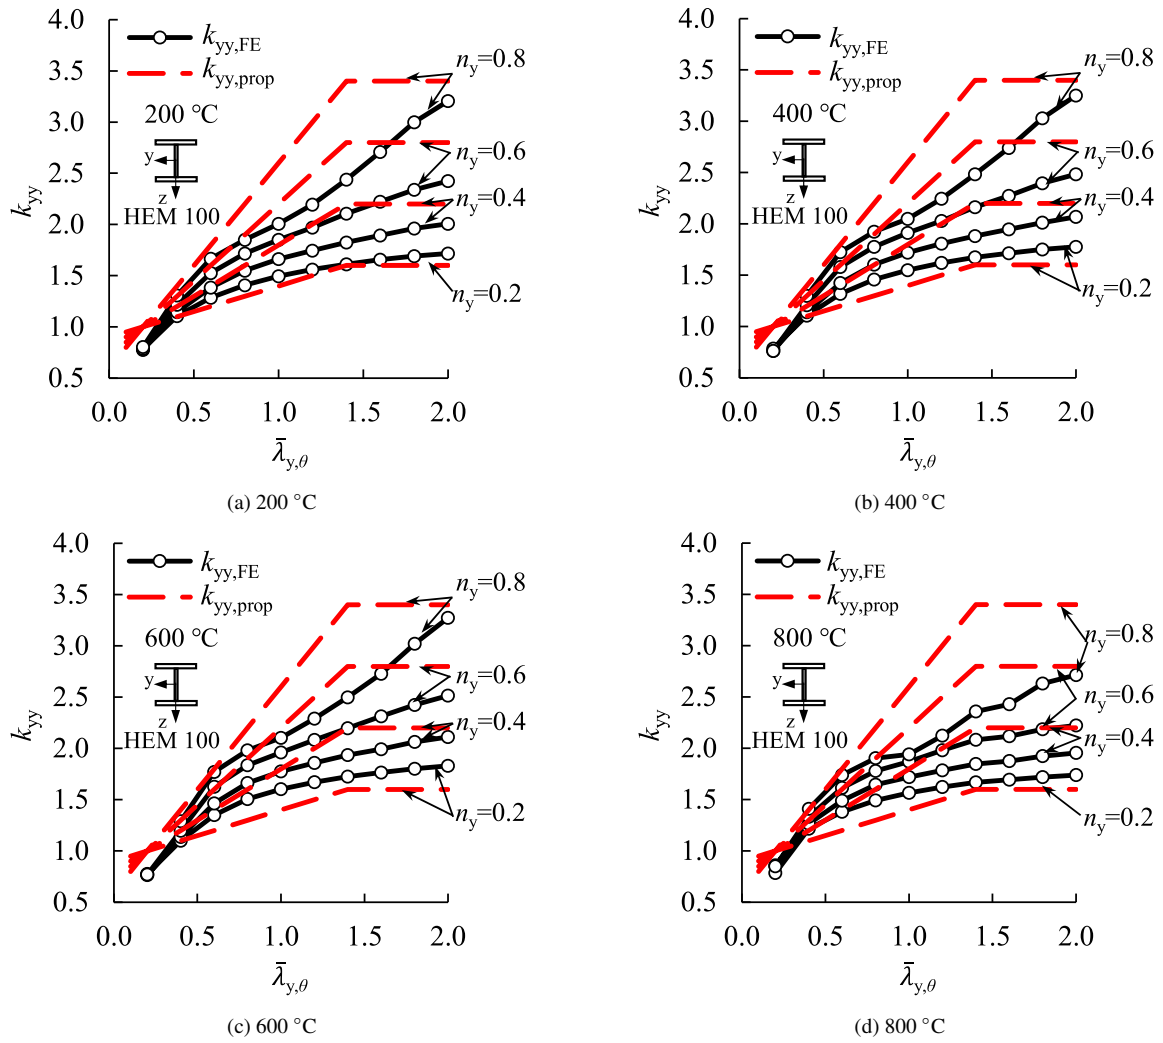 4.0
3.5
3.0
2.5
2.0
1.5
1.0
0.5
0.0 0.5 1.0 1.5 2.0
k_yy
λ̄_y,θ
k_yy,FE
k_yy,prop
200 °C
y
z
HEM 100
n_y=0.8
n_y=0.6
n_y=0.4
n_y=0.2
(a) 200 °C
4.0
3.5
3.0
2.5
2.0
1.5
1.0
0.5
0.0 0.5 1.0 1.5 2.0
k_yy
λ̄_y,θ
k_yy,FE
k_yy,prop
400 °C
y
z
HEM 100
n_y=0.8
n_y=0.6
n_y=0.4
n_y=0.2
(b) 400 °C
4.0
3.5
3.0
2.5
2.0
1.5
1.0
0.5
0.0 0.5 1.0 1.5 2.0
k_yy
λ̄_y,θ
k_yy,FE
k_yy,prop
600 °C
y
z
HEM 100
n_y=0.8
n_y=0.6
n_y=0.4
n_y=0.2
(c) 600 °C
4.0
3.5
3.0
2.5
2.0
1.5
1.0
0.5
0.0 0.5 1.0 1.5 2.0
k_yy
λ̄_y,θ
k_yy,FE
k_yy,prop
800 °C
y
z
HEM 100
n_y=0.8
n_y=0.6
n_y=0.4
n_y=0.2
(d) 800 °C